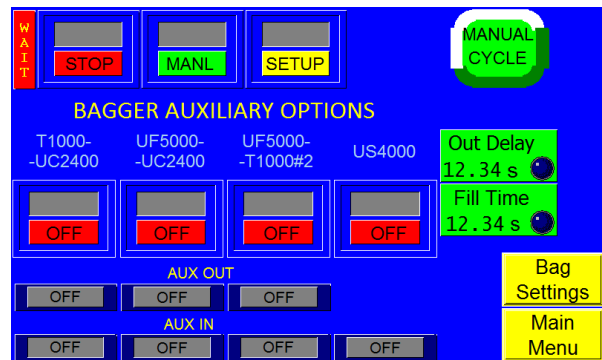 WAIT
STOP
MANL
SETUP
MANUAL
CYCLE
BAGGER AUXILIARY OPTIONS
T1000-
-UC2400
UF5000-
-UC2400
UF5000-
-T1000#2
US4000
Out Delay
12.34 s
Fill Time
12.34 s
OFF
OFF
OFF
OFF
AUX OUT
OFF
OFF
OFF
Bag
Settings
AUX IN
OFF
OFF
OFF
OFF
Main
Menu